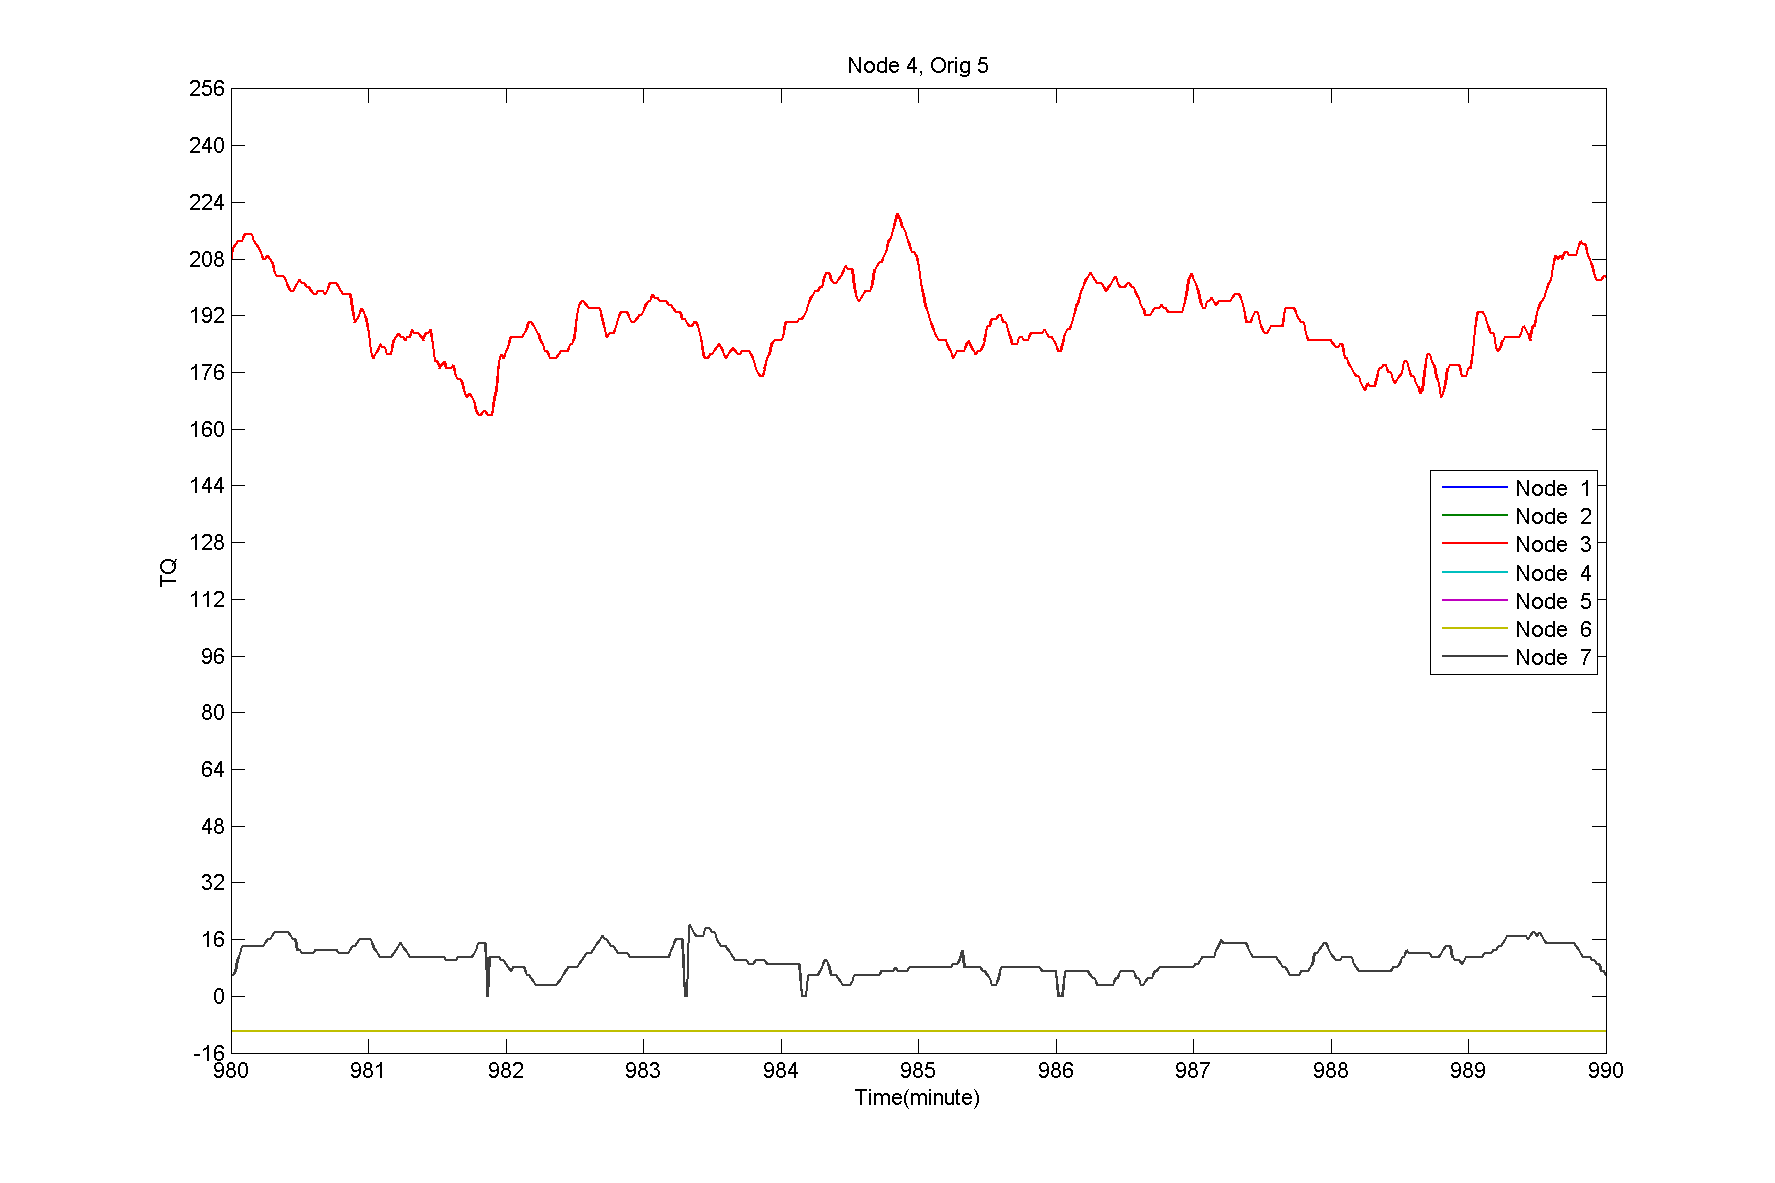 Node 4, Orig 5
256
240
224
208
192
176
160
144
128
112
96
80
64
48
32
16
0
-16
TQ
Node 1
Node 2
Node 3
Node 4
Node 5
Node 6
Node 7
980 981 982 983 984 985 986 987 988 989 990
Time(minute)